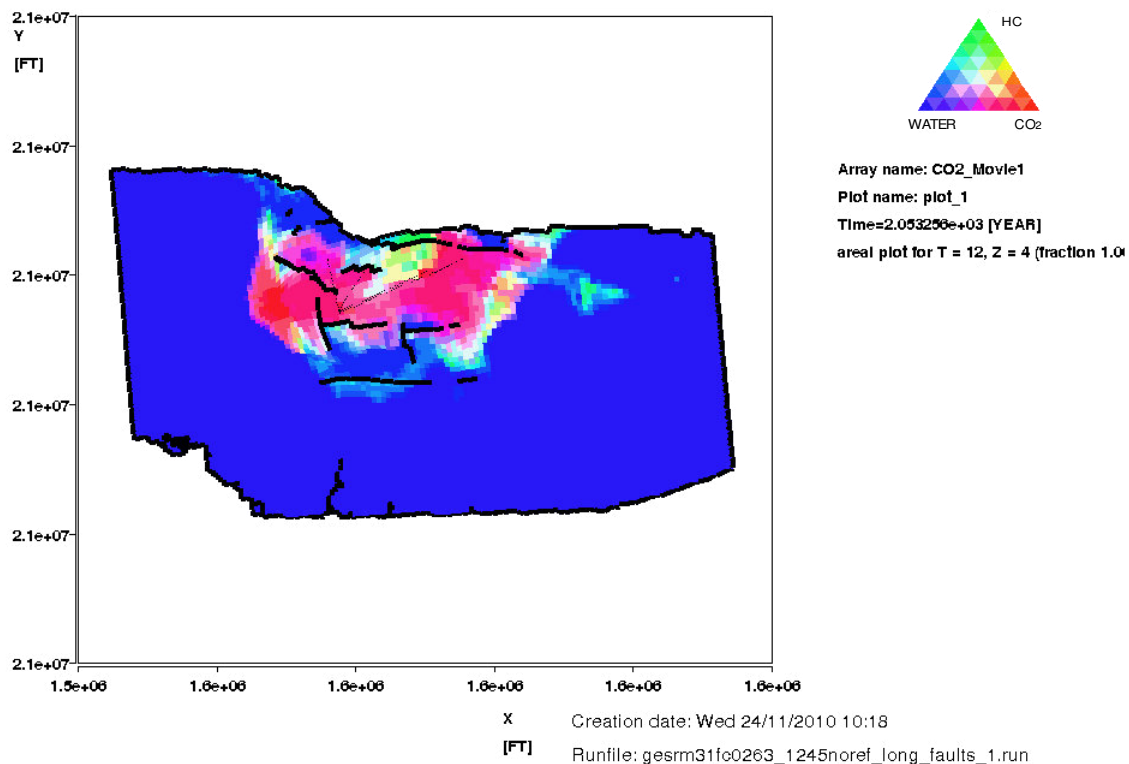 2.1e+07
Y
[FT]
2.1e+07
2.1e+07
2.1e+07
2.1e+07
2.1e+07
1.5e+06 1.6e+06 1.6e+06 1.6e+06 1.6e+06 1.6e+06
X
[FT]
HC
WATER CO2
Array name: CO2_Movie1
Plot name: plot_1
Time=2.053256e+03 [YEAR]
areal plot for T = 12, Z = 4 (fraction 1.0
Creation date: Wed 24/11/2010 10:18
Runfile: gesrm31fc0263_1245noref_long_faults_1.run